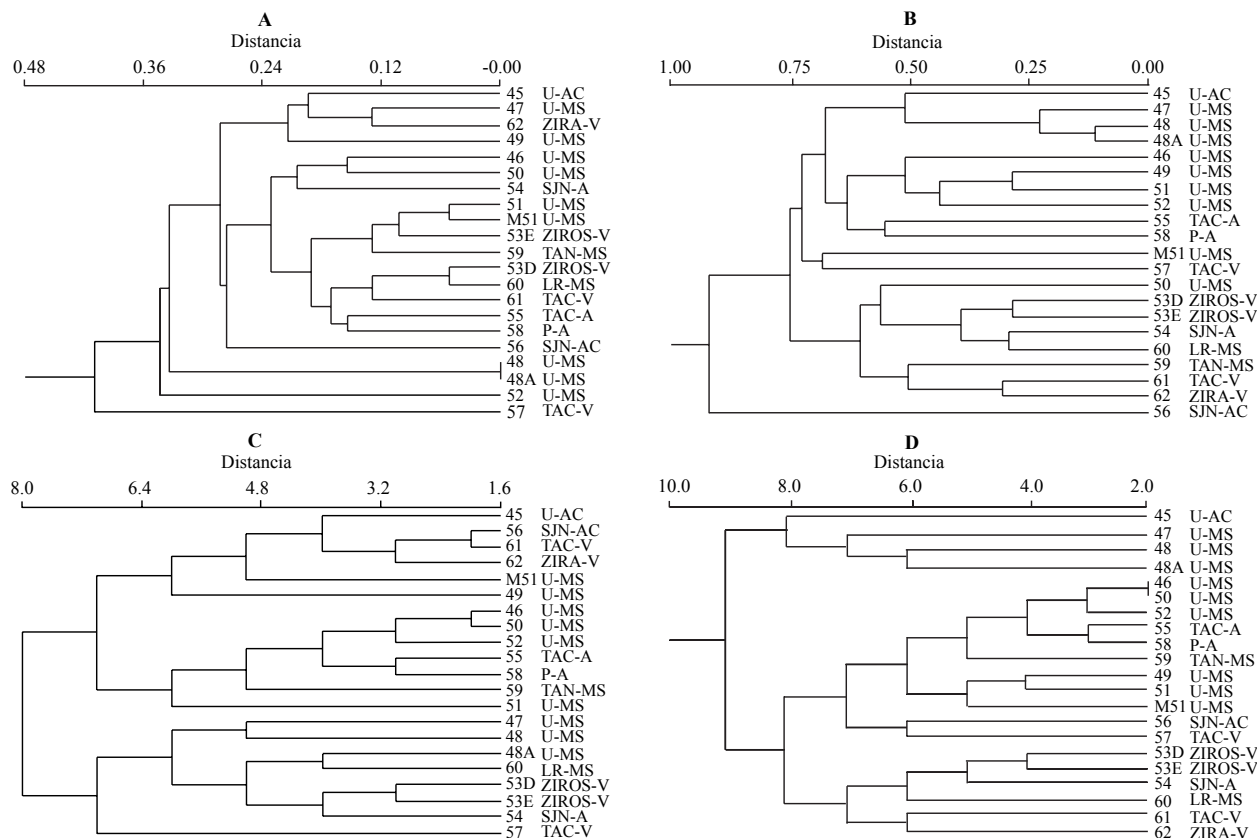 A
Distancia
0.48 0.36 0.24 0.12 -0.00
45 U-AC
47 U-MS
62 ZIRA-V
49 U-MS
46 U-MS
50 U-MS
54 SJN-A
51 U-MS
M51 U-MS
53E ZIROS-V
59 TAN-MS
53D ZIROS-V
60 LR-MS
61 TAC-V
55 TAC-A
58 P-A
56 SJN-AC
48 U-MS
48A U-MS
52 U-MS
57 TAC-V
B
Distancia
1.00 0.75 0.50 0.25 0.00
45 U-AC
47 U-MS
48 U-MS
48A U-MS
46 U-MS
49 U-MS
51 U-MS
52 U-MS
55 TAC-A
58 P-A
M51 U-MS
57 TAC-V
50 U-MS
53D ZIROS-V
53E ZIROS-V
54 SJN-A
60 LR-MS
59 TAN-MS
61 TAC-V
62 ZIRA-V
56 SJN-AC
C
Distancia
8.0 6.4 4.8 3.2 1.6
45 U-AC
56 SJN-AC
61 TAC-V
62 ZIRA-V
M51 U-MS
49 U-MS
46 U-MS
50 U-MS
52 U-MS
55 TAC-A
58 P-A
59 TAN-MS
51 U-MS
47 U-MS
48 U-MS
48A U-MS
60 LR-MS
53D ZIROS-V
53E ZIROS-V
54 SJN-A
57 TAC-V
D
Distancia
10.0 8.0 6.0 4.0 2.0
45 U-AC
47 U-MS
48 U-MS
48A U-MS
46 U-MS
50 U-MS
52 U-MS
55 TAC-A
58 P-A
59 TAN-MS
49 U-MS
51 U-MS
M51 U-MS
56 SJN-AC
57 TAC-V
53D ZIROS-V
53E ZIROS-V
54 SJN-A
60 LR-MS
61 TAC-V
62 ZIRA-V